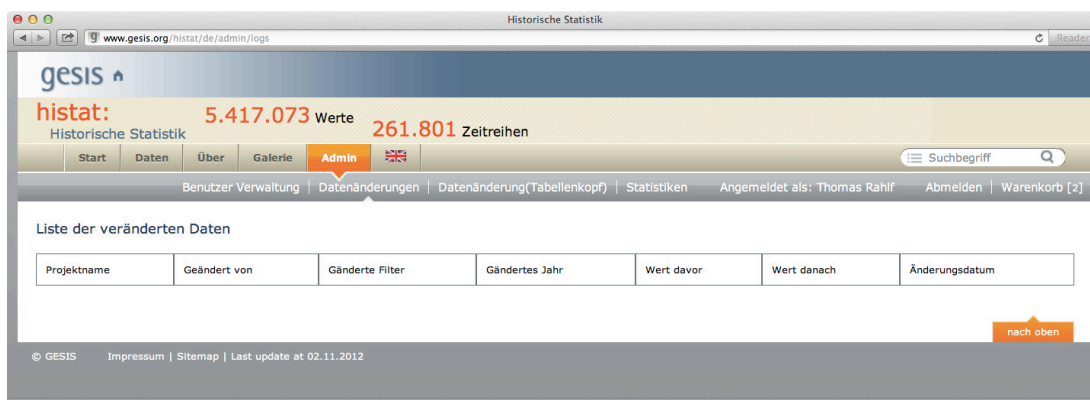 Historische Statistik
www.gesis.org/histat/de/admin/logs
Reader
gesis
histat:
Historische Statistik
5.417.073 Werte
261.801 Zeitreihen
Start Daten Über Galerie Admin Suchbegriff
Benutzer Verwaltung | Datenänderungen | Datenänderung(Tabellenkopf) | Statistiken Angemeldet als: Thomas Rahlf Abmelden | Warenkorb [2]
Liste der veränderten Daten
Projektname Geändert von Gänderte Filter Gändertes Jahr Wert davor Wert danach Änderungsdatum
nach oben
© GESIS Impressum | Sitemap | Last update at 02.11.2012